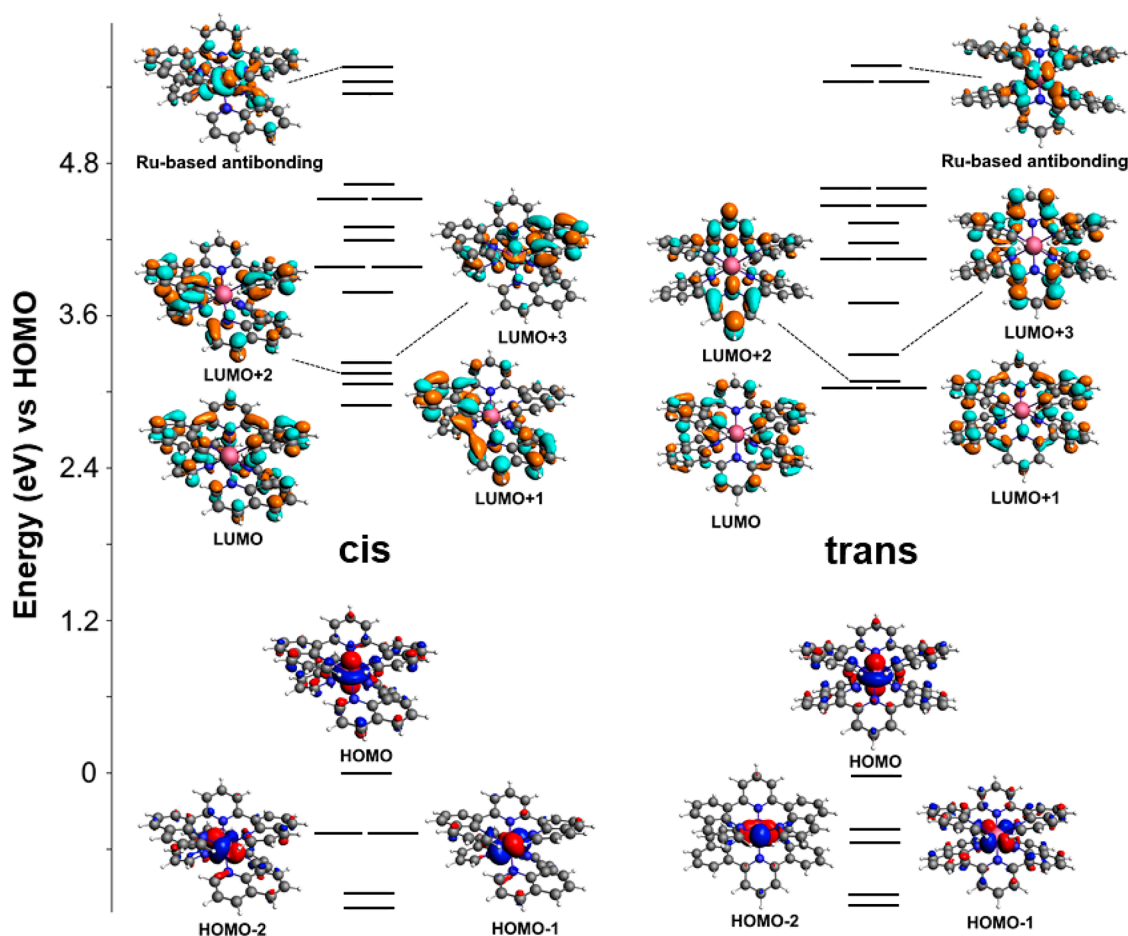 Energy (eV) vs HOMO
4.8
3.6
2.4
1.2
0
Ru-based antibonding
LUMO+3
LUMO+2
LUMO+1
LUMO
cis
HOMO
HOMO-2
HOMO-1
Ru-based antibonding
LUMO+3
LUMO+2
LUMO+1
LUMO
trans
HOMO
HOMO-2
HOMO-1